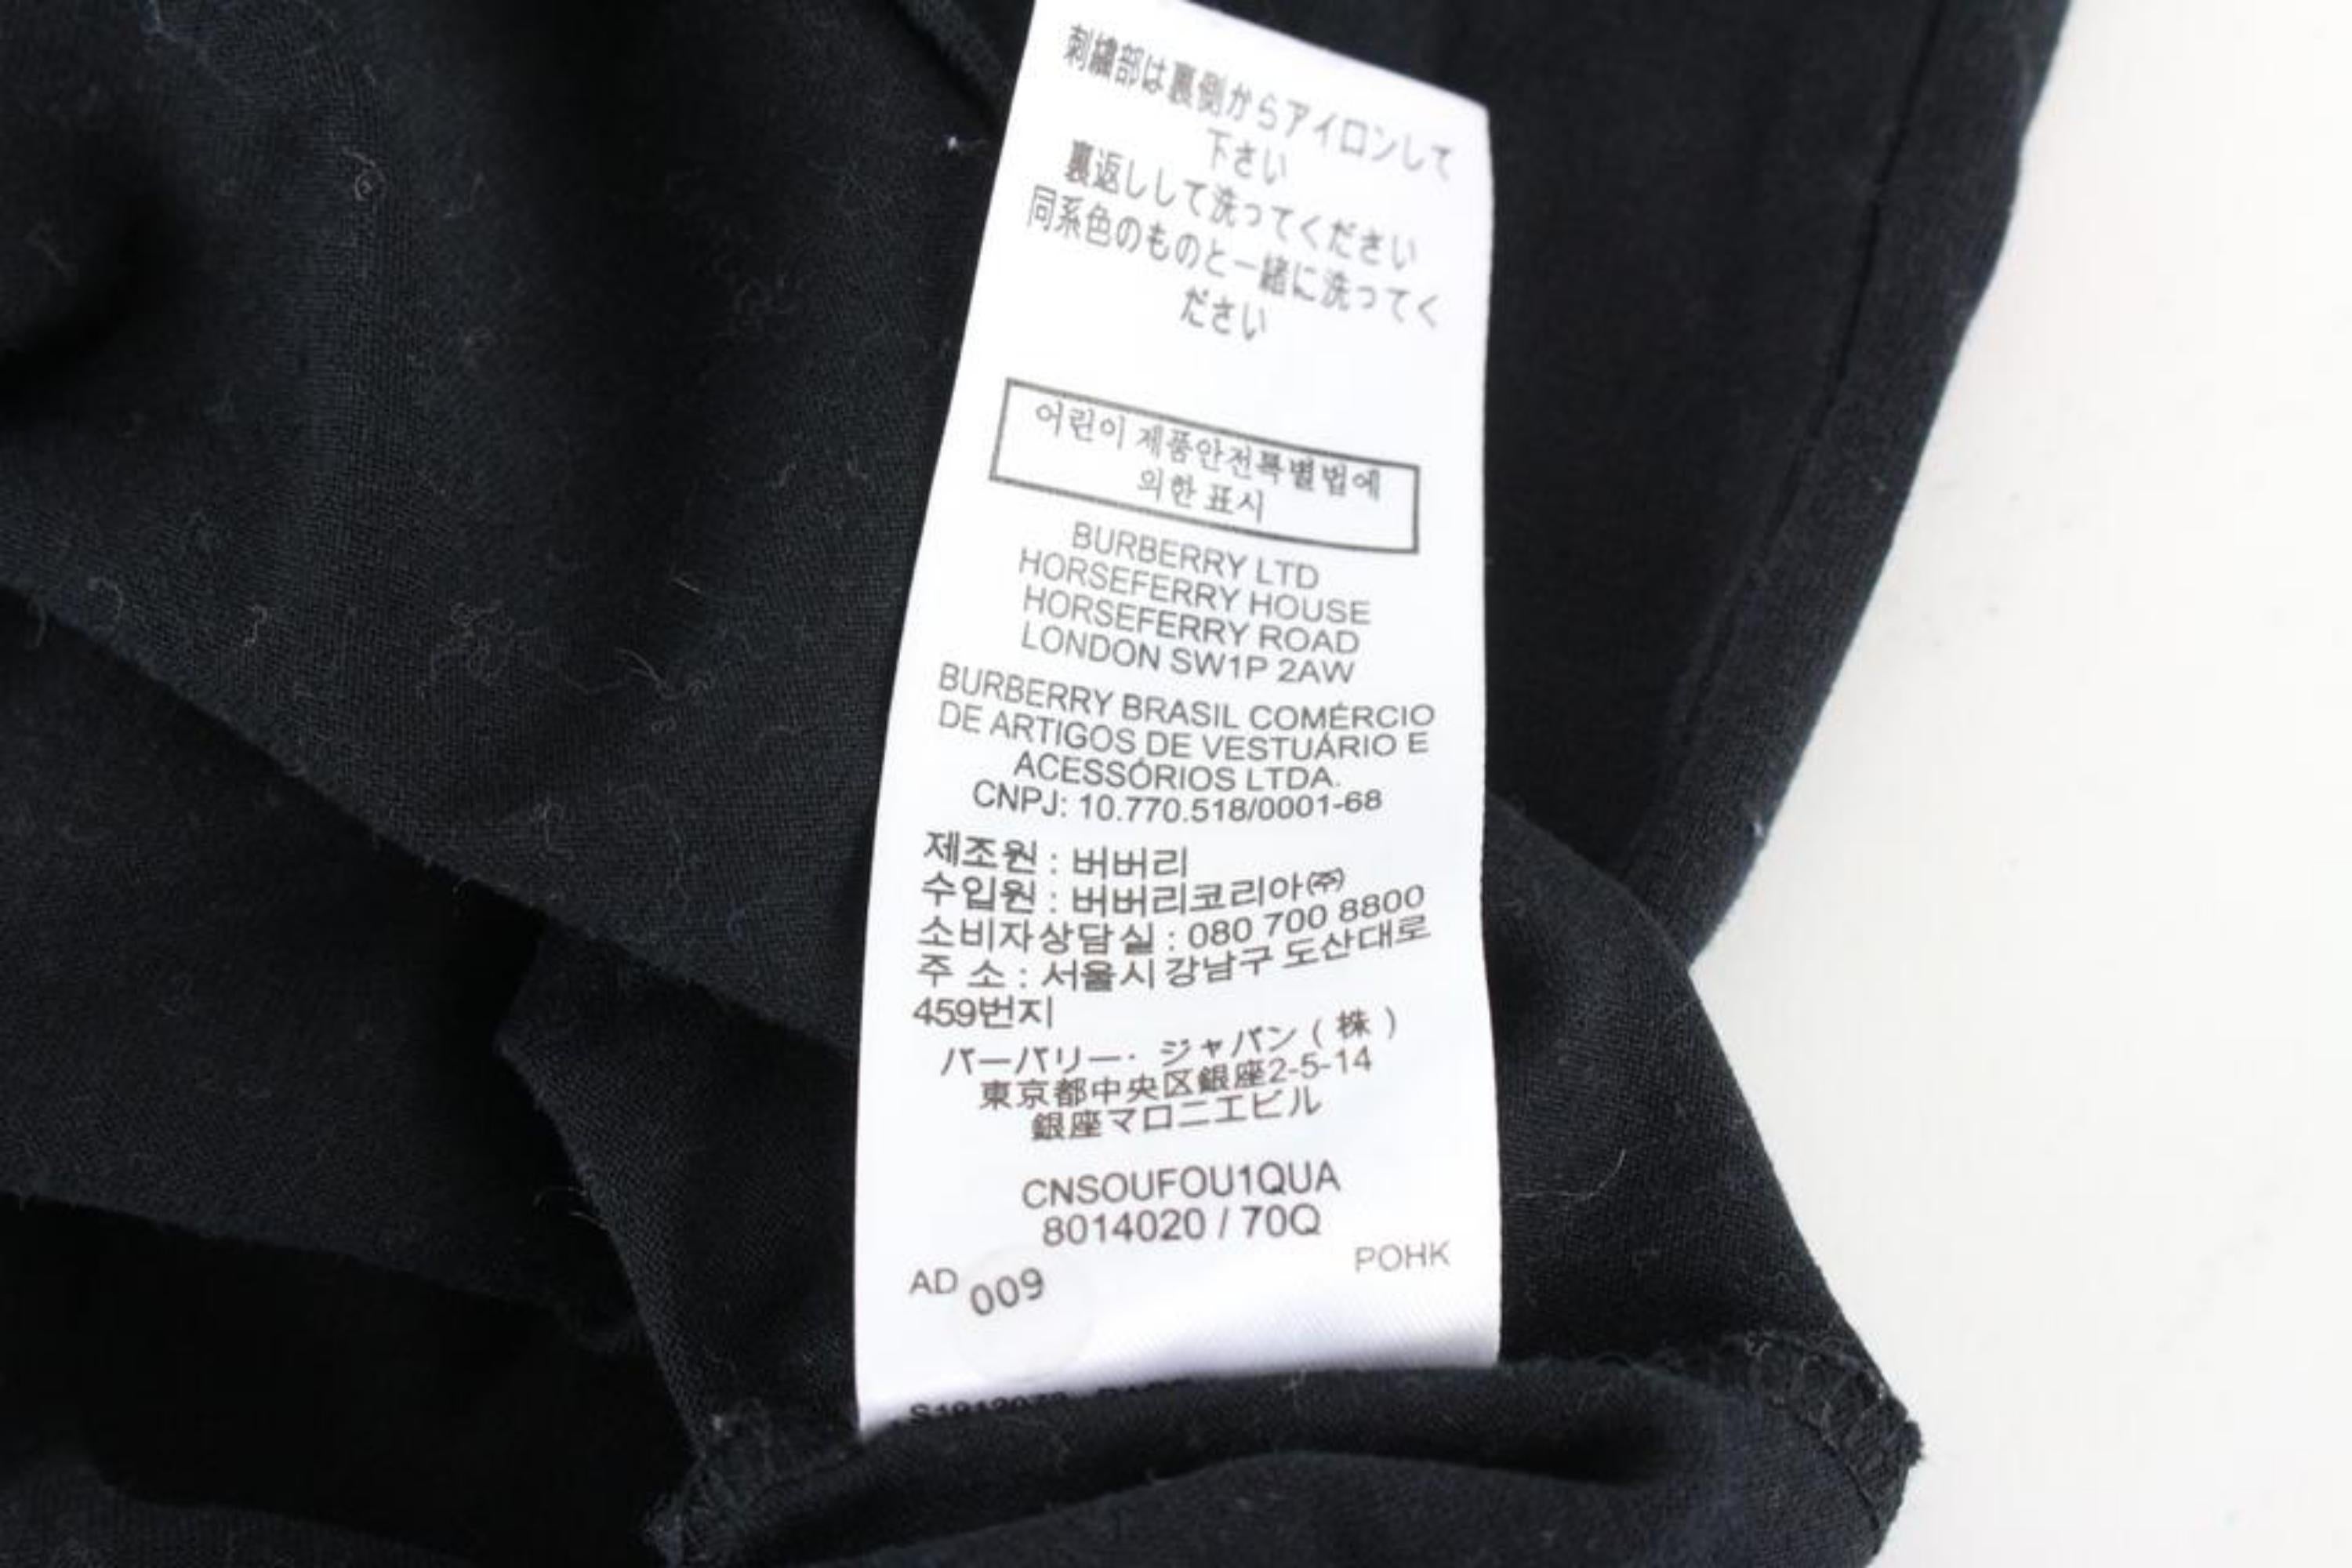 刺繍部は裏側からアイロンして
下さい
裏返しして洗ってください
同系色のものと一緒に洗ってく
ださい
어린이 제품안전특별법에
의한 표시
BURBERRY LTD
HORSEFERRY HOUSE
HORSEFERRY ROAD
LONDON SW1P 2AW
BURBERRY BRASIL COMÉRCIO
DE ARTIGOS DE VESTUÁRIO E
ACESSÓRIOS LTDA.
CNPJ: 10.770.518/0001-68
제조원 : 버버리
수입원 : 버버리코리아㈜
소비자상담실 : 080 700 8800
주 소 : 서울시 강남구 도산대로
459번지
バーバリー・ジャパン ( 株 )
東京都中央区銀座2-5-14
銀座マロニエビル
CNSOUFOU1QUA
8014020 / 70Q
AD 009 POHK